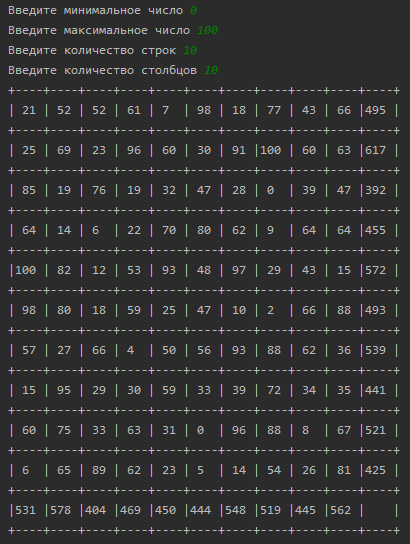 Введите минимальное число 0
Введите максимальное число 100
Введите количество строк 10
Введите количество столбцов 10
+----+----+----+----+----+----+----+----+----+----+----+
| 21 | 52 | 52 | 61 | 7  | 98 | 18 | 77 | 43 | 66 |495 |
+----+----+----+----+----+----+----+----+----+----+----+
| 25 | 69 | 23 | 96 | 60 | 30 | 91 |100 | 60 | 63 |617 |
+----+----+----+----+----+----+----+----+----+----+----+
| 85 | 19 | 76 | 19 | 32 | 47 | 28 | 0  | 39 | 47 |392 |
+----+----+----+----+----+----+----+----+----+----+----+
| 64 | 14 | 6  | 22 | 70 | 80 | 62 | 9  | 64 | 64 |455 |
+----+----+----+----+----+----+----+----+----+----+----+
|100 | 82 | 12 | 53 | 93 | 48 | 97 | 29 | 43 | 15 |572 |
+----+----+----+----+----+----+----+----+----+----+----+
| 98 | 80 | 18 | 59 | 25 | 47 | 10 | 2  | 66 | 88 |493 |
+----+----+----+----+----+----+----+----+----+----+----+
| 57 | 27 | 66 | 4  | 50 | 56 | 93 | 88 | 62 | 36 |539 |
+----+----+----+----+----+----+----+----+----+----+----+
| 15 | 95 | 29 | 30 | 59 | 33 | 39 | 72 | 34 | 35 |441 |
+----+----+----+----+----+----+----+----+----+----+----+
| 60 | 75 | 33 | 63 | 31 | 0  | 96 | 88 | 8  | 67 |521 |
+----+----+----+----+----+----+----+----+----+----+----+
| 6  | 65 | 89 | 62 | 23 | 5  | 14 | 54 | 26 | 81 |425 |
+----+----+----+----+----+----+----+----+----+----+----+
|531 |578 |404 |469 |450 |444 |548 |519 |445 |562 |    |
+----+----+----+----+----+----+----+----+----+----+----+